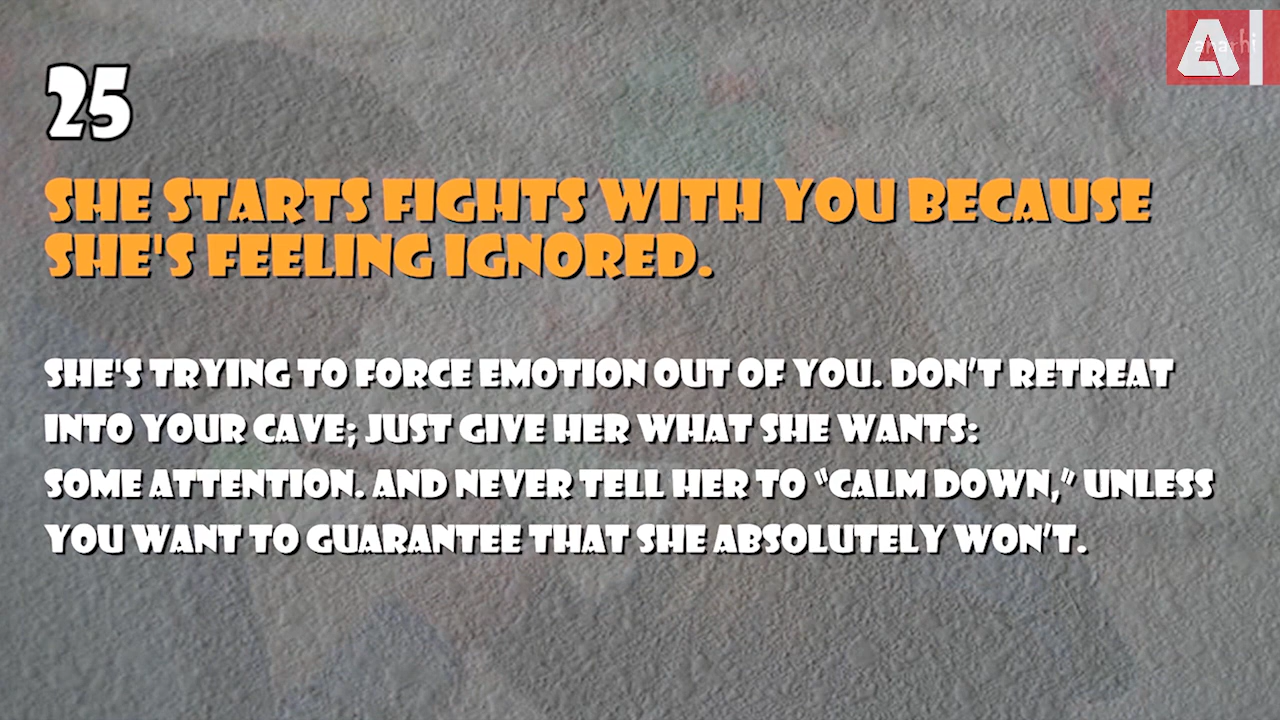 25
SHE STARTS FIGHTS WITH YOU BECAUSE
SHE'S FEELING IGNORED.
SHE'S TRYING TO FORCE EMOTION OUT OF YOU. DON’T RETREAT
INTO YOUR CAVE; JUST GIVE HER WHAT SHE WANTS:
SOME ATTENTION. AND NEVER TELL HER TO “CALM DOWN,” UNLESS
YOU WANT TO GUARANTEE THAT SHE ABSOLUTELY WON’T.